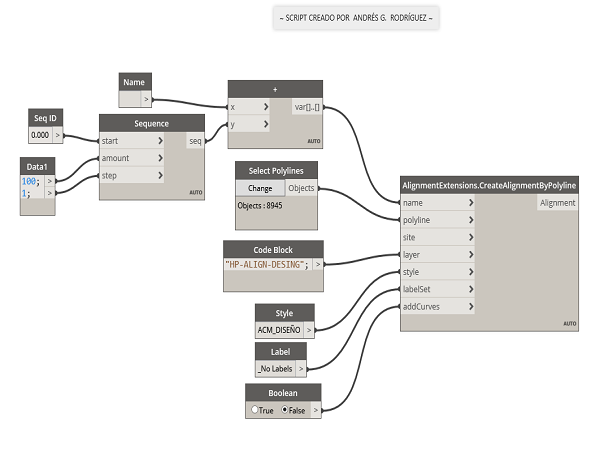 ~ SCRIPT CREADO POR ANDRÉS G. RODRÍGUEZ ~
Name
>
+
x > var[]..[]
y >
AUTO
Seq ID
0.000 >
Sequence
start > seq
amount >
step >
AUTO
Data1
100; >
1; >
Select Polylines
Change Objects
Objects : 8945
AlignmentExtensions.CreateAlignmentByPolyline
name > Alignment
polyline >
site >
layer >
style >
labelSet >
addCurves >
AUTO
Code Block
"HP-ALIGN-DESING"; >
Style
ACM_DISEÑO >
Label
_No Labels >
Boolean
True False >